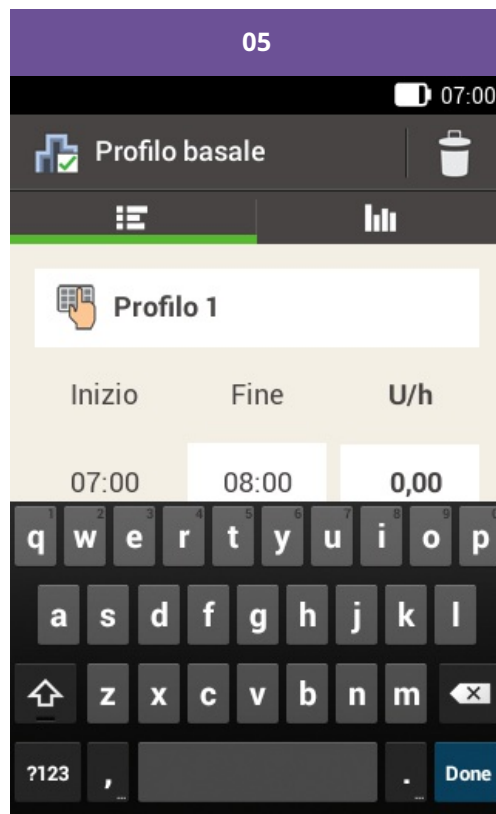 05
07:00
Profilo basale
Profilo 1
Inizio Fine U/h
07:00 08:00 0,00
1 2 3 4 5 6 7 8 9
q w e r t y u i o p
a s d f g h j k l
z x c v b n m
?123 , . Done